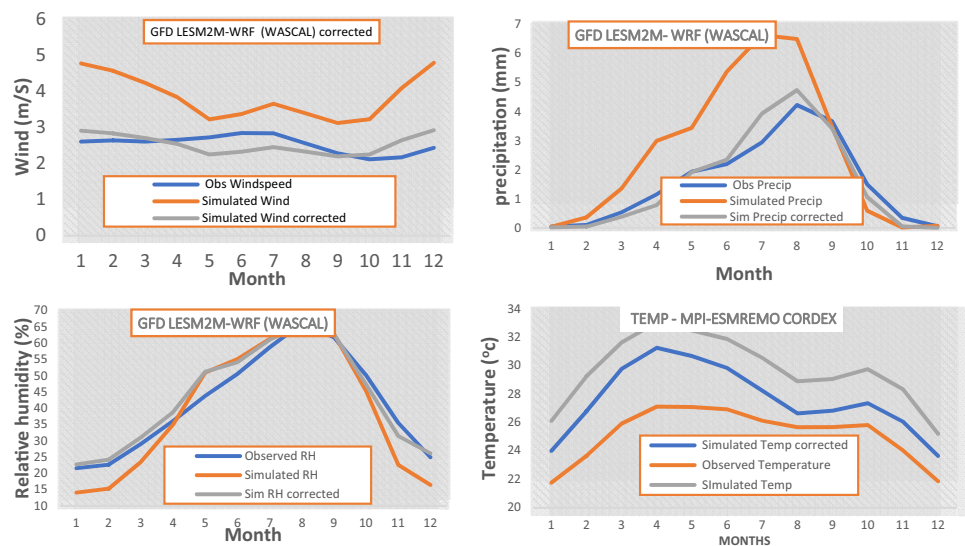 GFD LESM2M-WRF (WASCAL) corrected
Wind (m/S)
6
5
4
3
2
1
0
Obs Windspeed
Simulated Wind
Simulated Wind corrected
1 2 3 4 5 6 7 8 9 10 11 12
Month
GFD LESM2M- WRF (WASCAL)
precipitation (mm)
7
6
5
4
3
2
1
0
Obs Precip
Simulated Precip
Sim Precip corrected
1 2 3 4 5 6 7 8 9 10 11 12
Month
GFD LESM2M-WRF (WASCAL)
Relative humidity (%)
70
65
60
55
50
45
40
35
30
25
20
15
10
Observed RH
Simulated RH
Sim RH corrected
1 2 3 4 5 6 7 8 9 10 11 12
Month
TEMP - MPI-ESMREMO CORDEX
Temperature (ºc)
34
32
30
28
26
24
22
20
Simulated Temp corrected
Observed Temperature
SImulated Temp
1 2 3 4 5 6 7 8 9 10 11 12
MONTHS